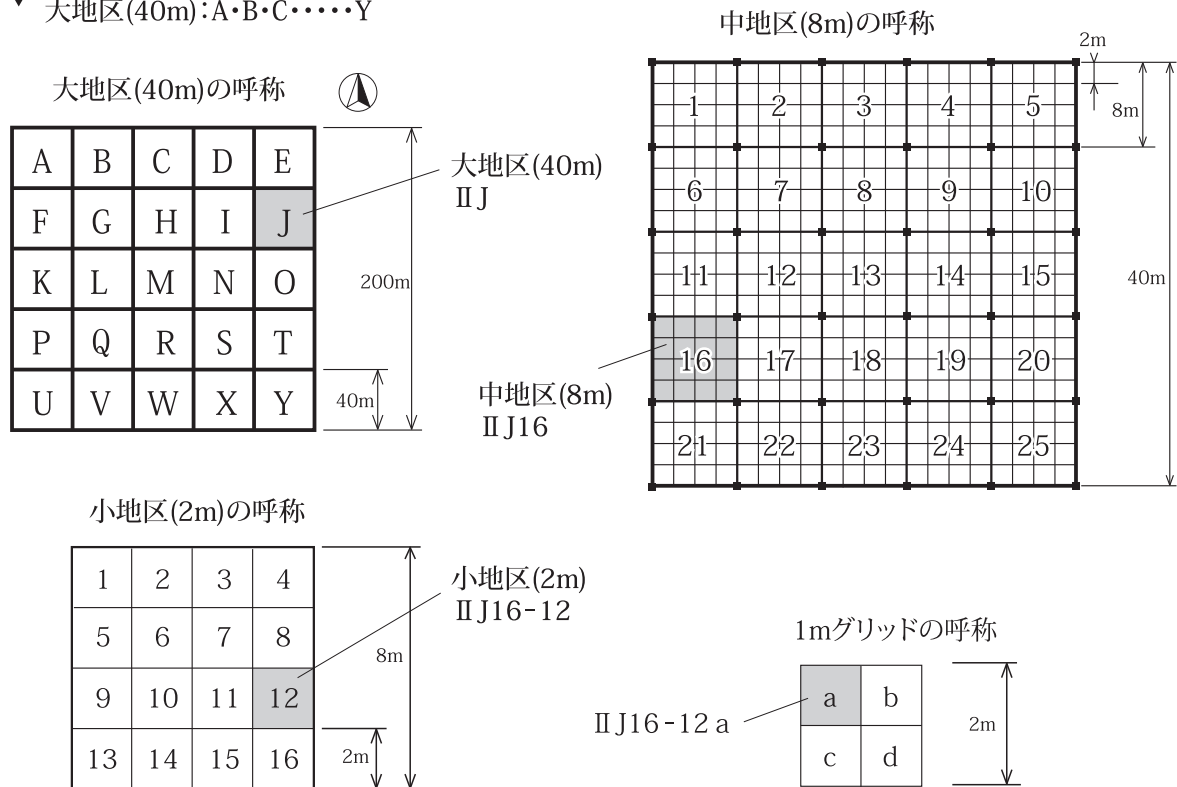 大地区(40m)：A･B･C･････Y
大地区(40m)の呼称
A B C D E
F G H I J
K L M N O
P Q R S T
U V W X Y
200m
40m
大地区(40m)
ⅡJ
中地区(8m)の呼称
1 2 3 4 5
6 7 8 9 10
11 12 13 14 15
16 17 18 19 20
21 22 23 24 25
2m
8m
40m
中地区(8m)
ⅡJ16
小地区(2m)の呼称
1 2 3 4
5 6 7 8
9 10 11 12
13 14 15 16
8m
2m
小地区(2m)
ⅡJ16-12
1mグリッドの呼称
a b
c d
2m
ⅡJ16-12a